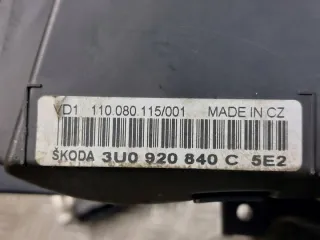 VD1 110.080.115/001 MADE IN CZ
ŠKODA 3U0 920 840 C 5E2